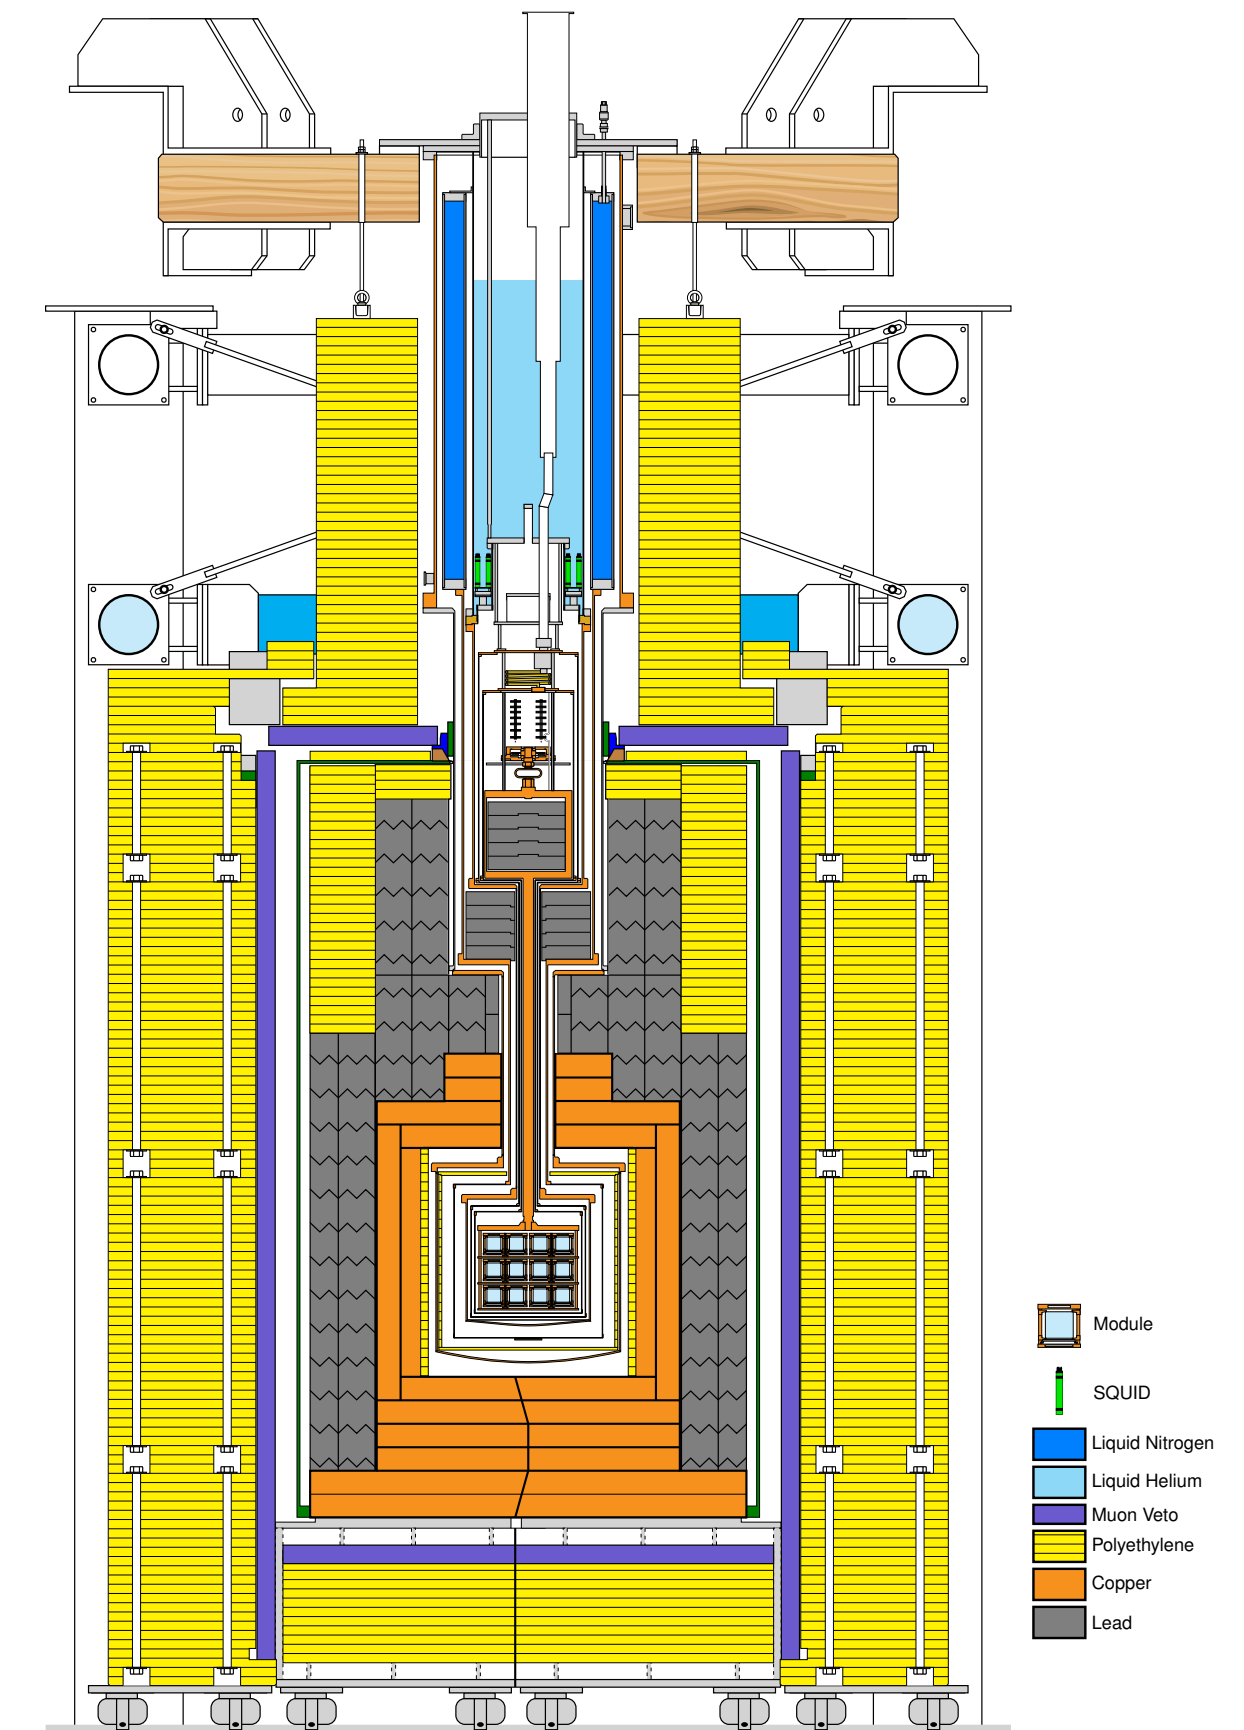 Module
SQUID
Liquid Nitrogen
Liquid Helium
Muon Veto
Polyethylene
Copper
Lead